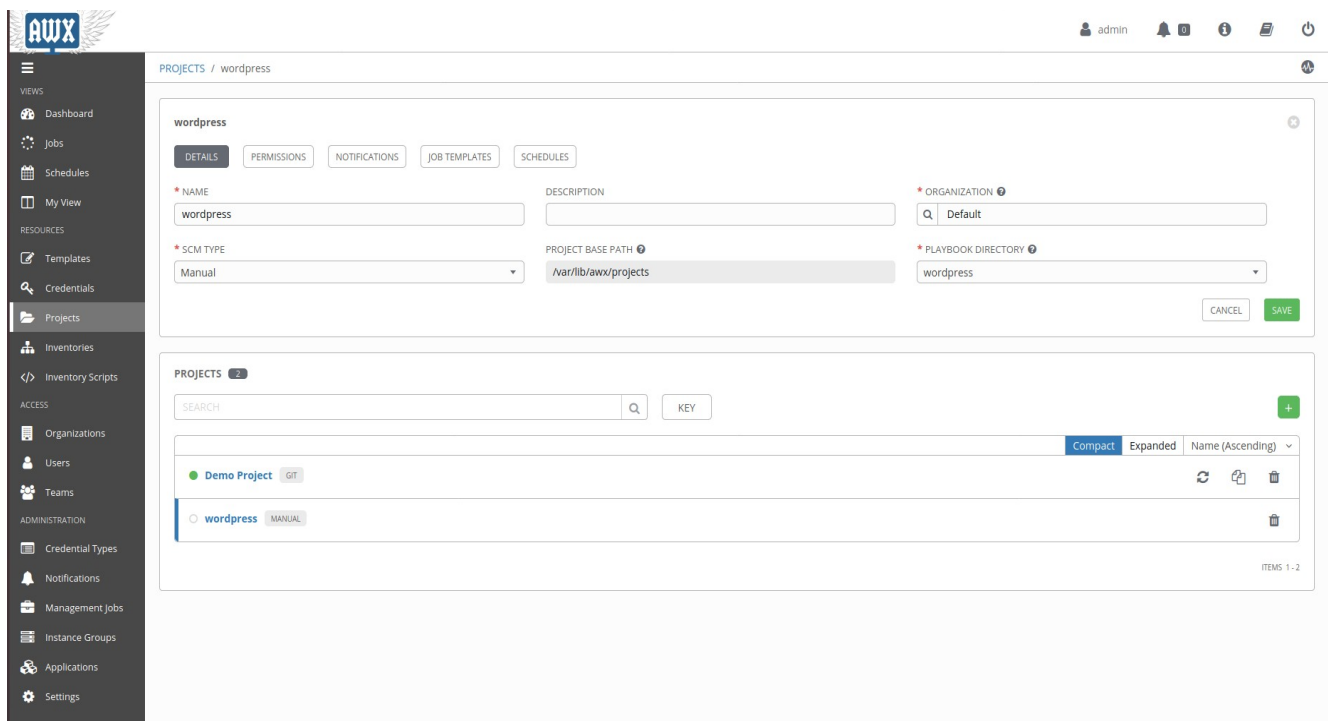 AWX
admin
0
PROJECTS / wordpress
VIEWS
Dashboard
Jobs
Schedules
My View
RESOURCES
Templates
Credentials
Projects
Inventories
Inventory Scripts
ACCESS
Organizations
Users
Teams
ADMINISTRATION
Credential Types
Notifications
Management Jobs
Instance Groups
Applications
Settings
wordpress
DETAILS PERMISSIONS NOTIFICATIONS JOB TEMPLATES SCHEDULES
* NAME DESCRIPTION * ORGANIZATION
wordpress Default
* SCM TYPE PROJECT BASE PATH * PLAYBOOK DIRECTORY
Manual /var/lib/awx/projects wordpress
CANCEL SAVE
PROJECTS 2
SEARCH KEY +
Compact Expanded Name (Ascending)
Demo Project GIT
wordpress MANUAL
ITEMS 1 - 2